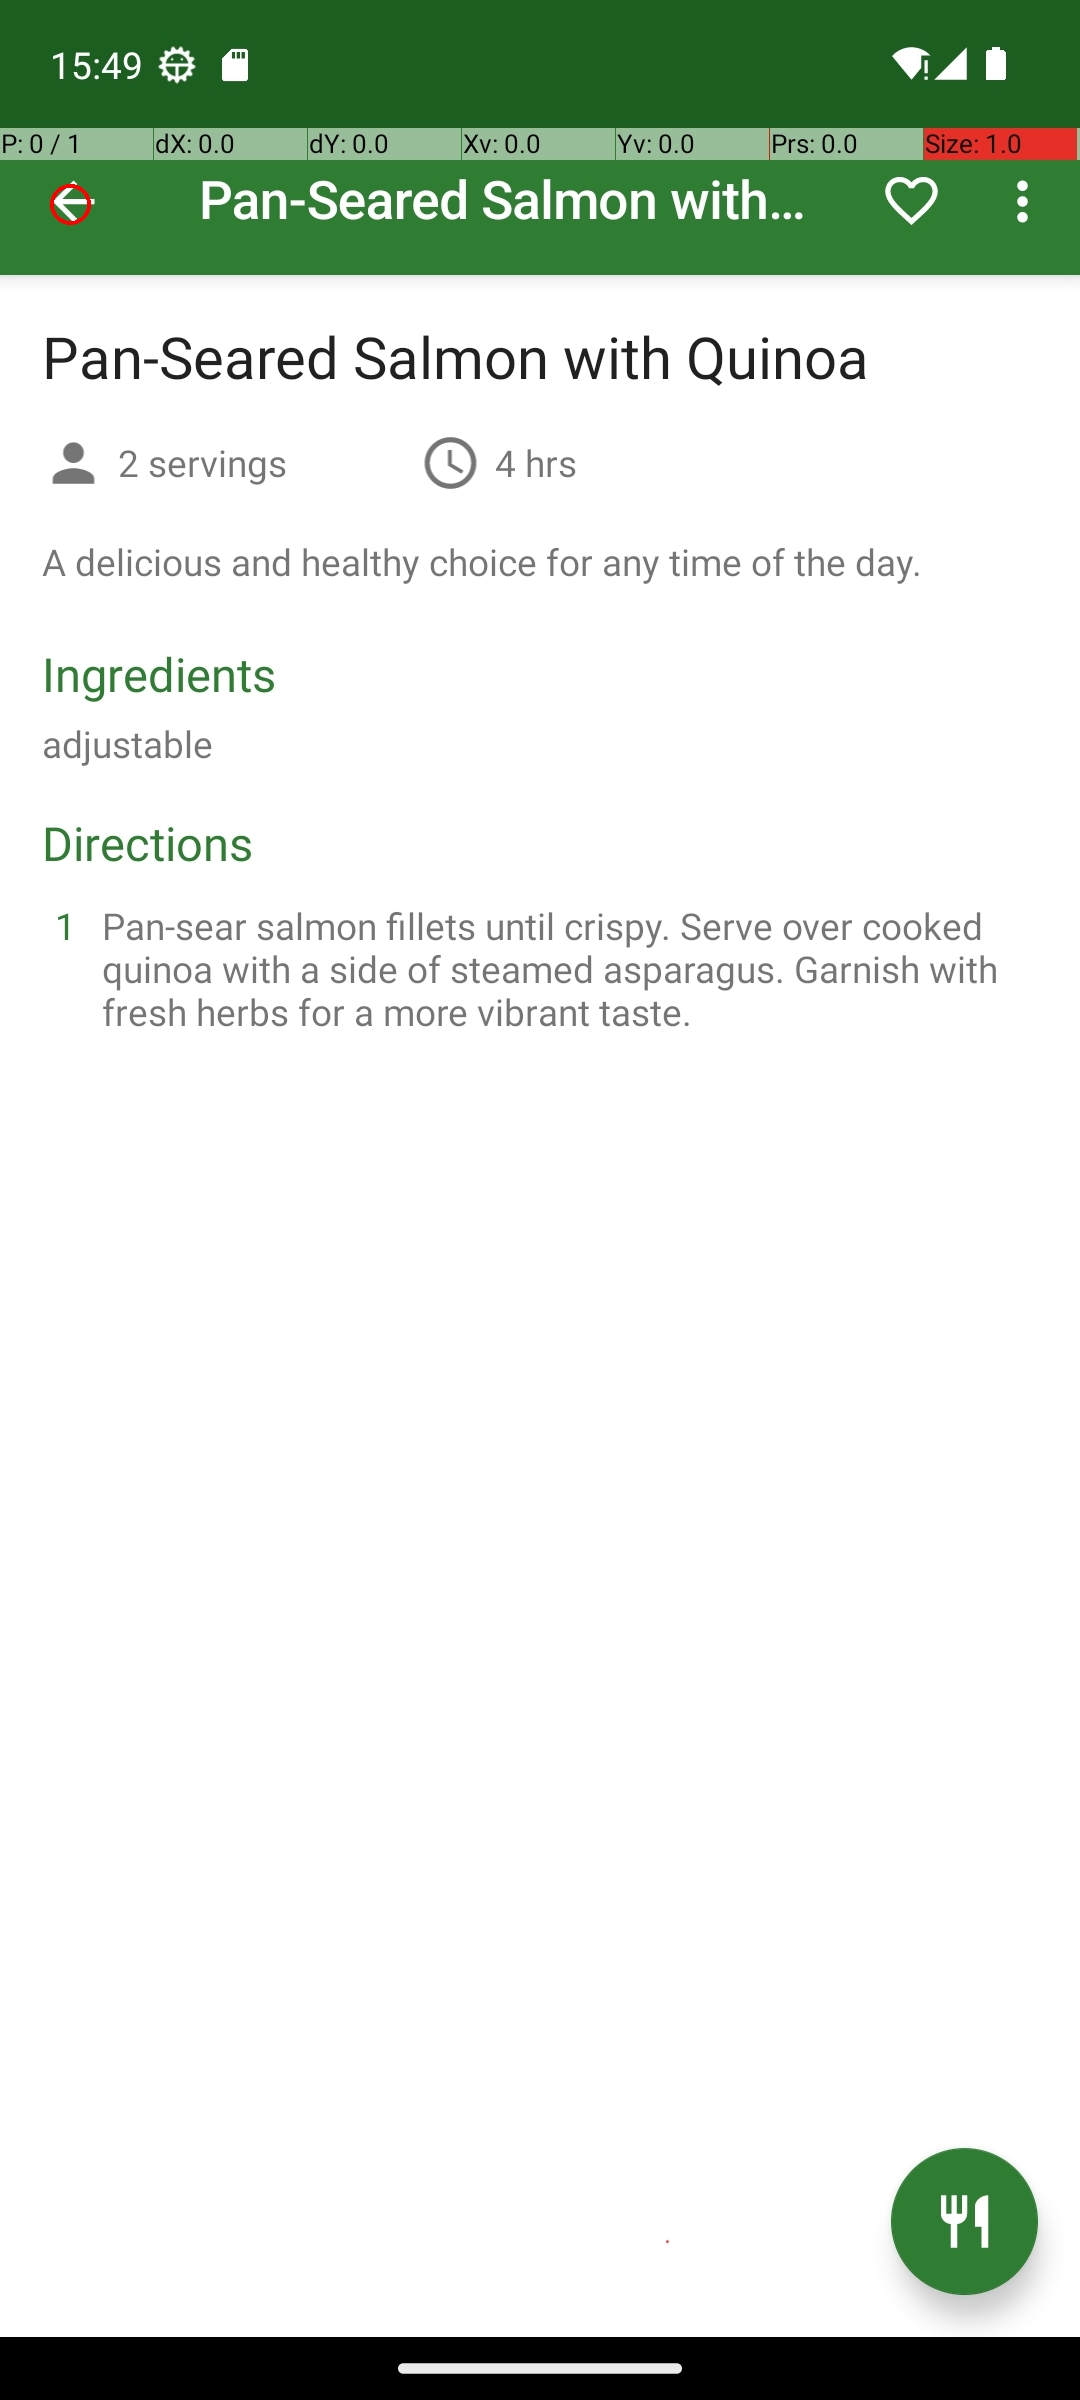 15:49
P: 0 / 1 dX: 0.0 dY: 0.0 Xv: 0.0 Yv: 0.0 Prs: 0.0 Size: 1.0
Pan-Seared Salmon with...
Pan-Seared Salmon with Quinoa
2 servings 4 hrs
A delicious and healthy choice for any time of the day.
Ingredients
adjustable
Directions
1 Pan-sear salmon fillets until crispy. Serve over cooked
quinoa with a side of steamed asparagus. Garnish with
fresh herbs for a more vibrant taste.